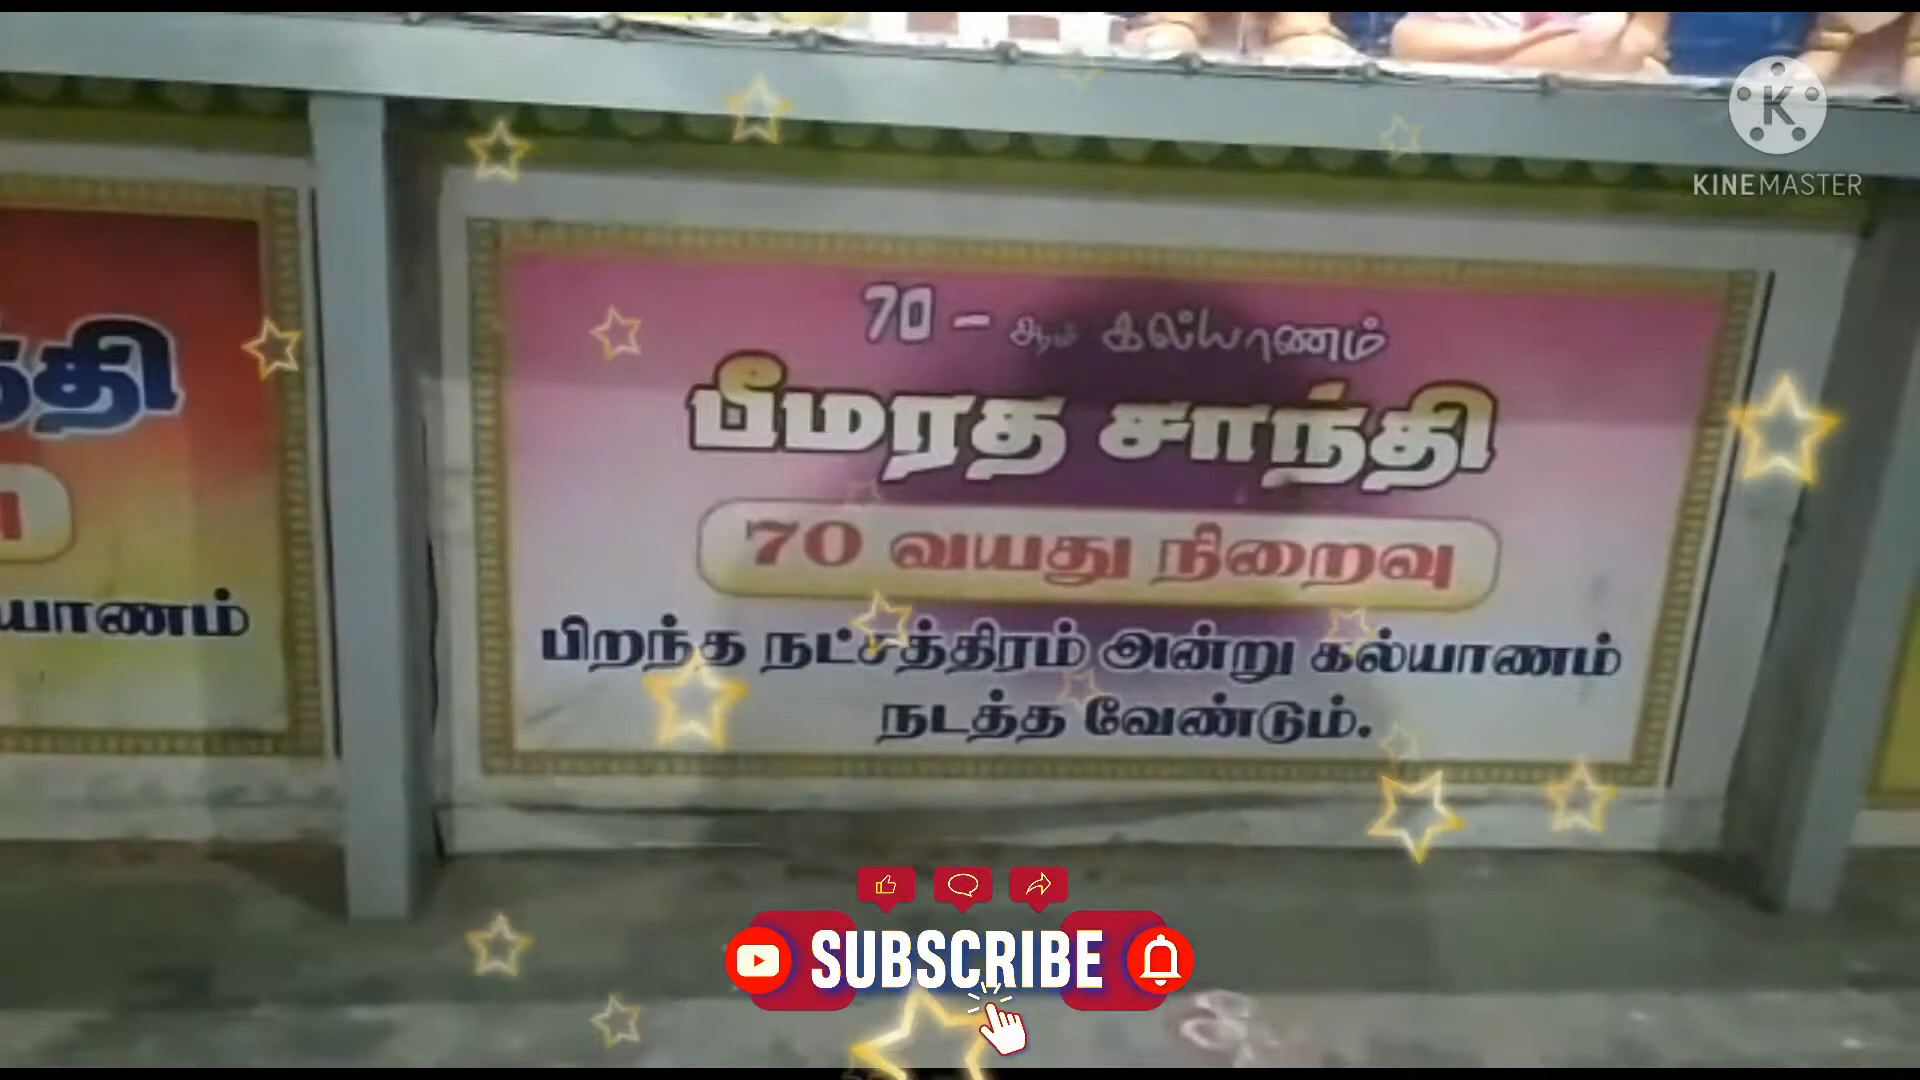 KINEMASTER
70 - ஆம் கல்யாணம்
பீமரத சாந்தி
70 வயது நிறைவு
பிறந்த நட்சத்திரம் அன்று கல்யாணம்
நடத்த வேண்டும்.
SUBSCRIBE